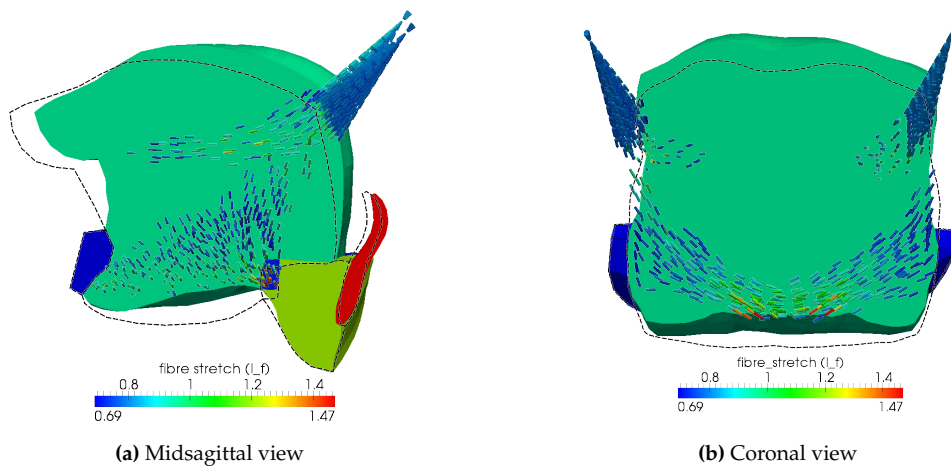 fibre stretch (l_f)
0.8 1 1.2 1.4
0.69 1.47
(a) Midsagittal view
fibre_stretch (l_f)
0.8 1 1.2 1.4
0.69 1.47
(b) Coronal view